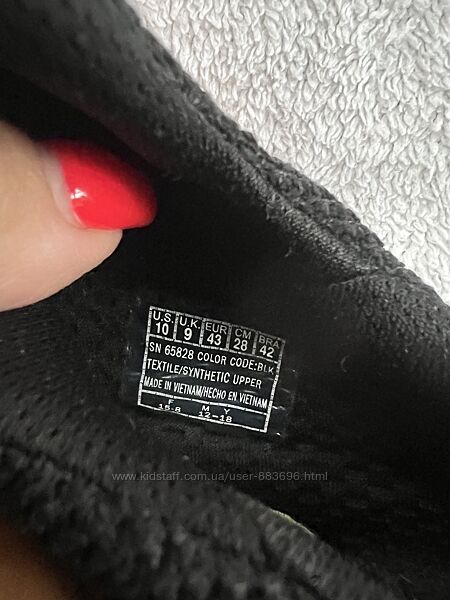 U.S. U.K. EUR CM BRA
10 9 43 28 42
SN 65828 COLOR CODE:BLK
TEXTILE/SYNTHETIC UPPER
MADE IN VIETNAM/HECHO EN VIETNAM
F M Y
15-8 12-18
www.kidstaff.com.ua/user-883696.html